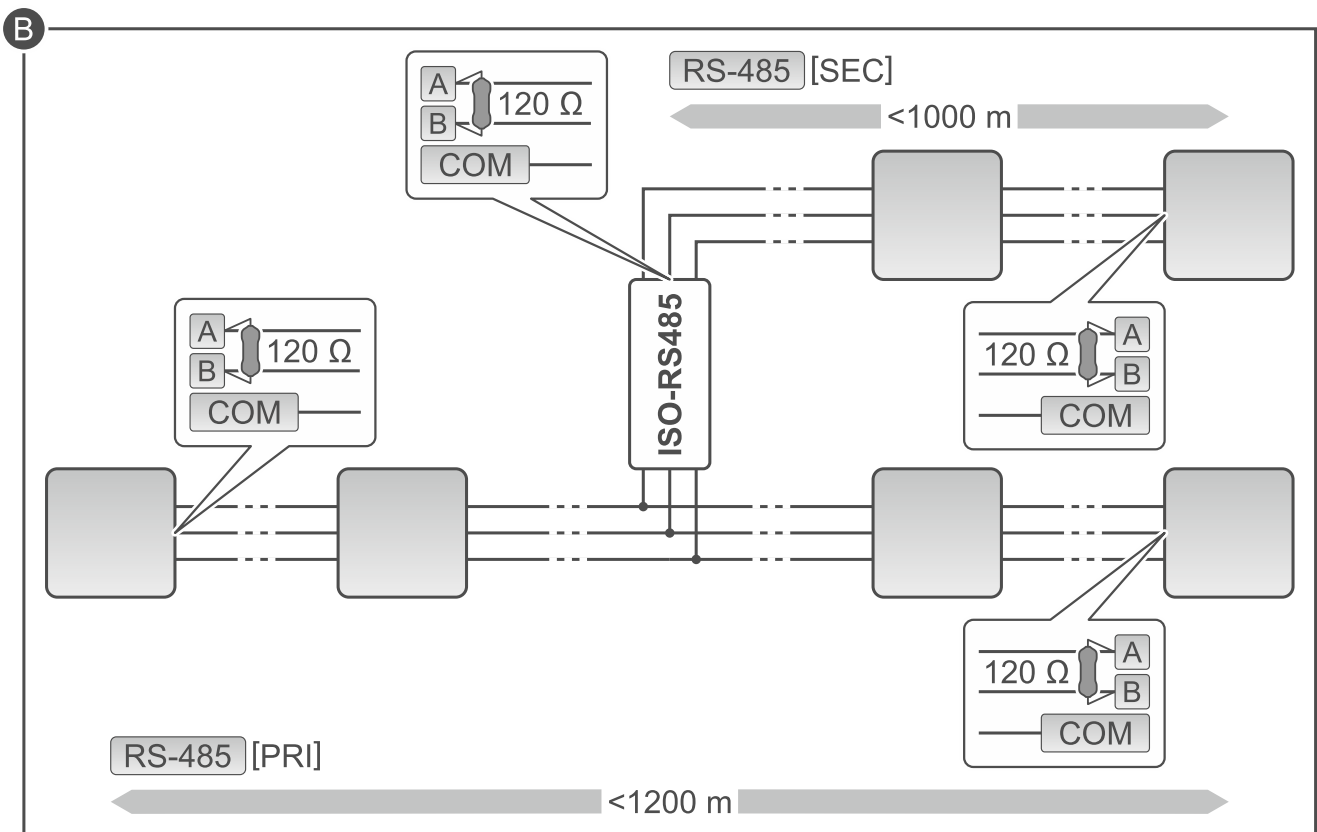 B
RS-485 [SEC]
<1000 m
A
120 Ω
B
COM
ISO-RS485
A
120 Ω
B
COM
A
120 Ω
B
COM
A
120 Ω
B
COM
RS-485 [PRI]
<1200 m